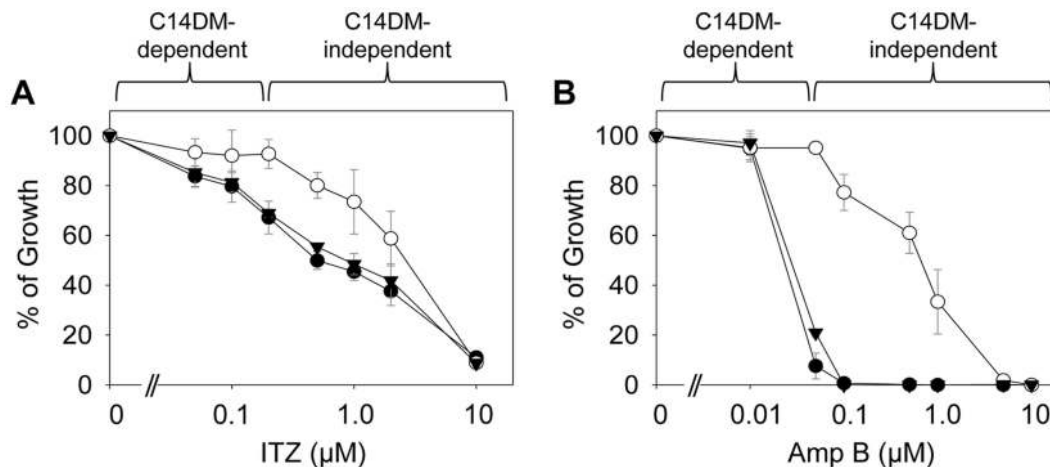 C14DM-
dependent
C14DM-
independent
A
% of Growth
100
80
60
40
20
0
0
//
0.1
1.0
10
ITZ (µM)
C14DM-
dependent
C14DM-
independent
B
% of Growth
100
80
60
40
20
0
0
//
0.01
0.1
1.0
10
Amp B (µM)